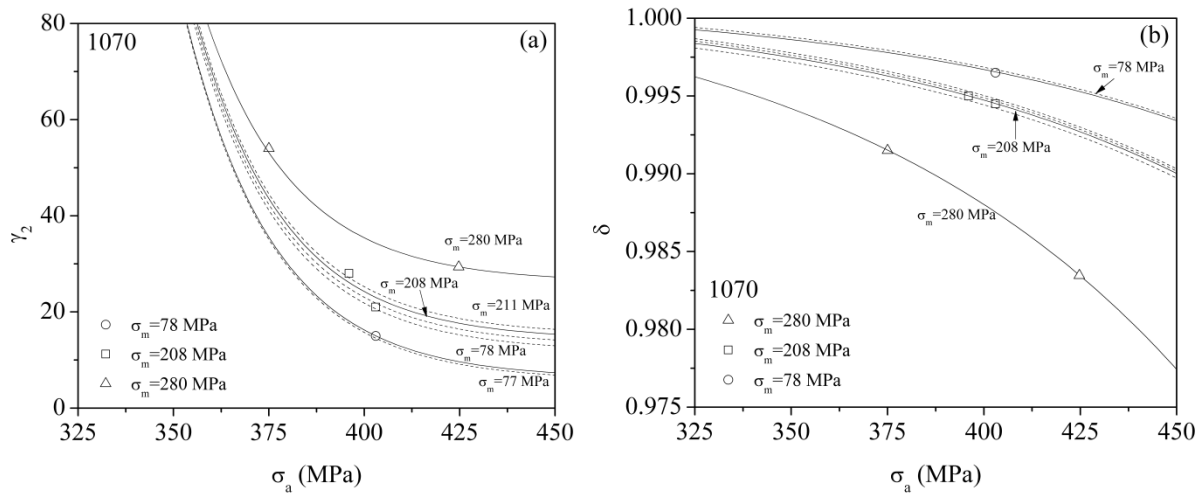 1070
(a)
80
60
40
20
0
γ₂
σₘ=280 MPa
σₘ=208 MPa
σₘ=211 MPa
σₘ=78 MPa
σₘ=77 MPa
σₘ=78 MPa
σₘ=208 MPa
σₘ=280 MPa
325 350 375 400 425 450
σₐ (MPa)
(b)
1.000
0.995
0.990
0.985
0.980
0.975
δ
σₘ=78 MPa
σₘ=208 MPa
σₘ=280 MPa
1070
σₘ=280 MPa
σₘ=208 MPa
σₘ=78 MPa
325 350 375 400 425 450
σₐ (MPa)